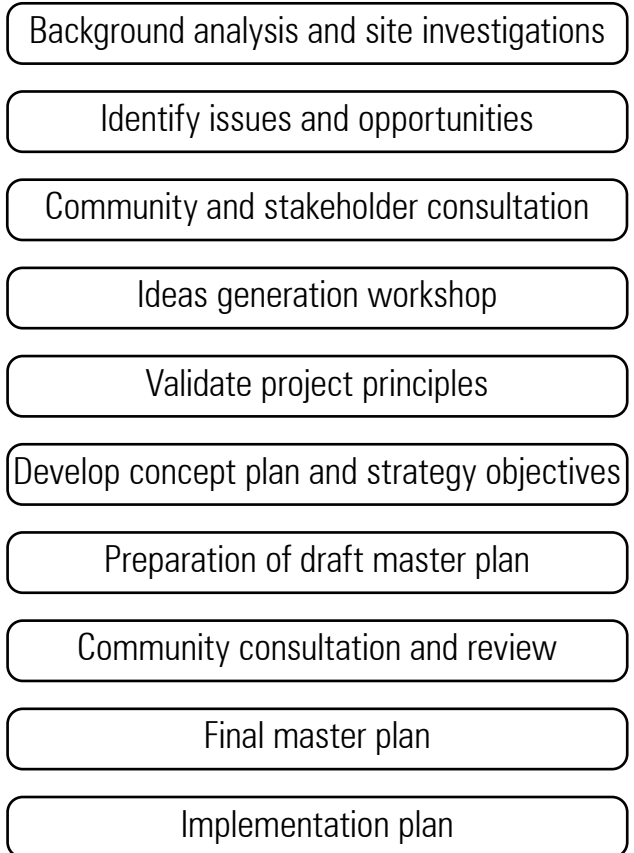 Background analysis and site investigations
Identify issues and opportunities
Community and stakeholder consultation
Ideas generation workshop
Validate project principles
Develop concept plan and strategy objectives
Preparation of draft master plan
Community consultation and review
Final master plan
Implementation plan